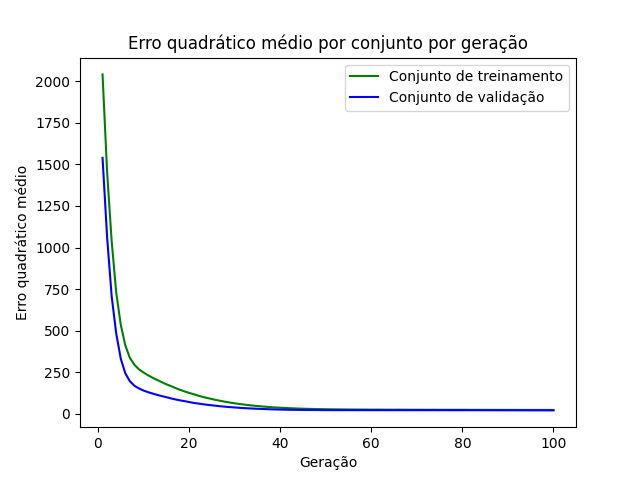 Erro quadrático médio por conjunto por geração
Conjunto de treinamento
Conjunto de validação
Erro quadrático médio
2000
1750
1500
1250
1000
750
500
250
0
0 20 40 60 80 100
Geração